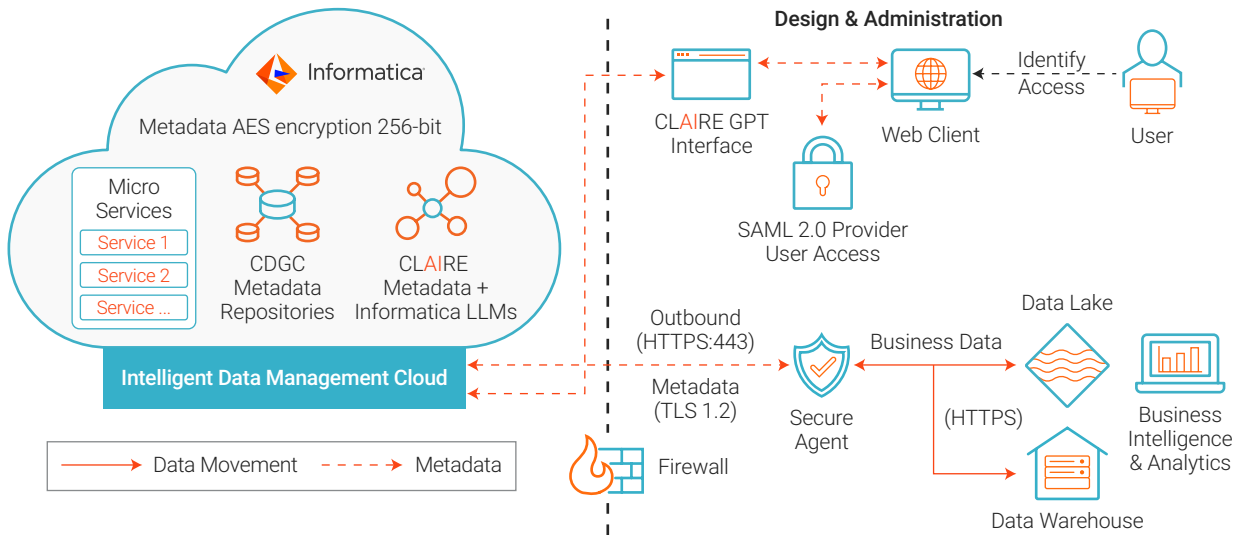 Informatica
Metadata AES encryption 256-bit
Micro
Services
Service 1
Service 2
Service ...
CDGC
Metadata
Repositories
CLAIRE
Metadata +
Informatica LLMs
Intelligent Data Management Cloud
Data Movement
Metadata
Design & Administration
CLAIRE GPT
Interface
Web Client
Identify
Access
User
SAML 2.0 Provider
User Access
Outbound
(HTTPS:443)
Metadata
(TLS 1.2)
Secure
Agent
Business Data
(HTTPS)
Data Lake
Business
Intelligence
& Analytics
Data Warehouse
Firewall